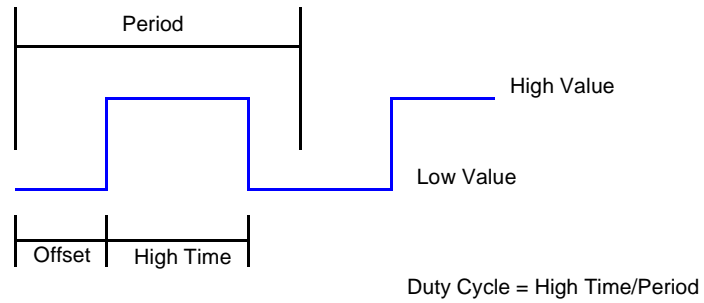 Period
High Value
Low Value
Offset
High Time
Duty Cycle = High Time/Period